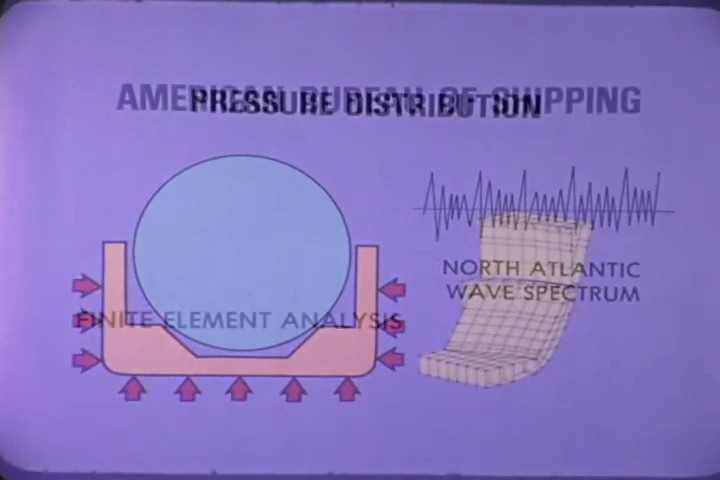 AMERICAN BUREAU OF SHIPPING
PRESSURE DISTRIBUTION
NORTH ATLANTIC
WAVE SPECTRUM
FINITE ELEMENT ANALYSIS